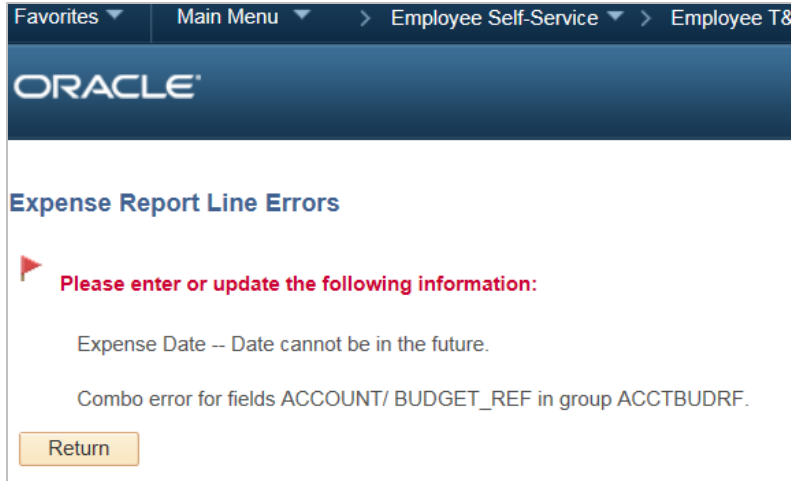 Favorites Main Menu > Employee Self-Service > Employee T&
ORACLE
Expense Report Line Errors
Please enter or update the following information:
Expense Date -- Date cannot be in the future.
Combo error for fields ACCOUNT/ BUDGET_REF in group ACCTBUDRF.
Return